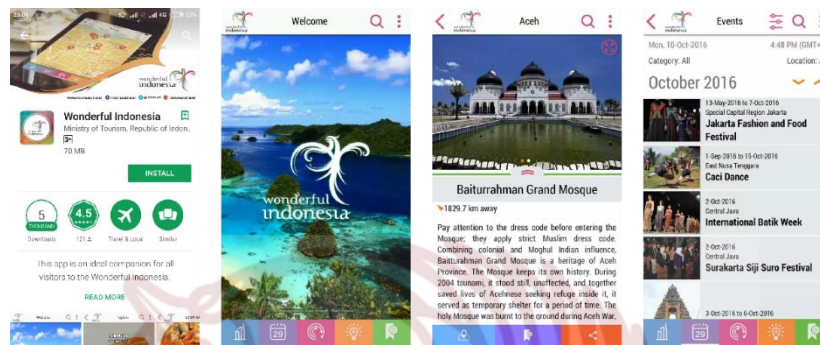 wonderful
indonesia
Wonderful Indonesia
Ministry of Tourism, Republic of Indon.
3+
70 MB
INSTALL
5
THOUSAND
Downloads
4.5
121
Travel & Local
Similar
This app is an ideal companion for all
visitors to the Wonderful Indonesia.
READ MORE
Welcome
wonderful
indonesia
29
Aceh
Baiturrahman Grand Mosque
1829.7 km away
Pay attention to the dress code before entering the
Mosque; they apply strict Muslim dress code.
Combining colonial and Moghul Indian influence,
Baitturahman Grand Mosque is a heritage of Aceh
Province. The Mosque keeps its own history. During
2004 tsunami, it stood still, unaffected, and together
saved lives of Acehnese seeking refuge inside it, it
served as temporary shelter for a period of time. The
holy Mosque was burnt to the ground during Aceh War,
Events
Mon, 10-Oct-2016
4:48 PM (GMT+
Category: All
Location:
October 2016
13-May-2016 to 7-Oct-2016
Special Capital Region Jakarta
Jakarta Fashion and Food
Festival
1-Sep-2016 to 15-Oct-2016
East Nusa Tenggara
Caci Dance
2-Oct-2016
Central Java
International Batik Week
2-Oct-2016
Central Java
Surakarta Siji Suro Festival
3-Oct-2016 to 6-Oct-2016
29